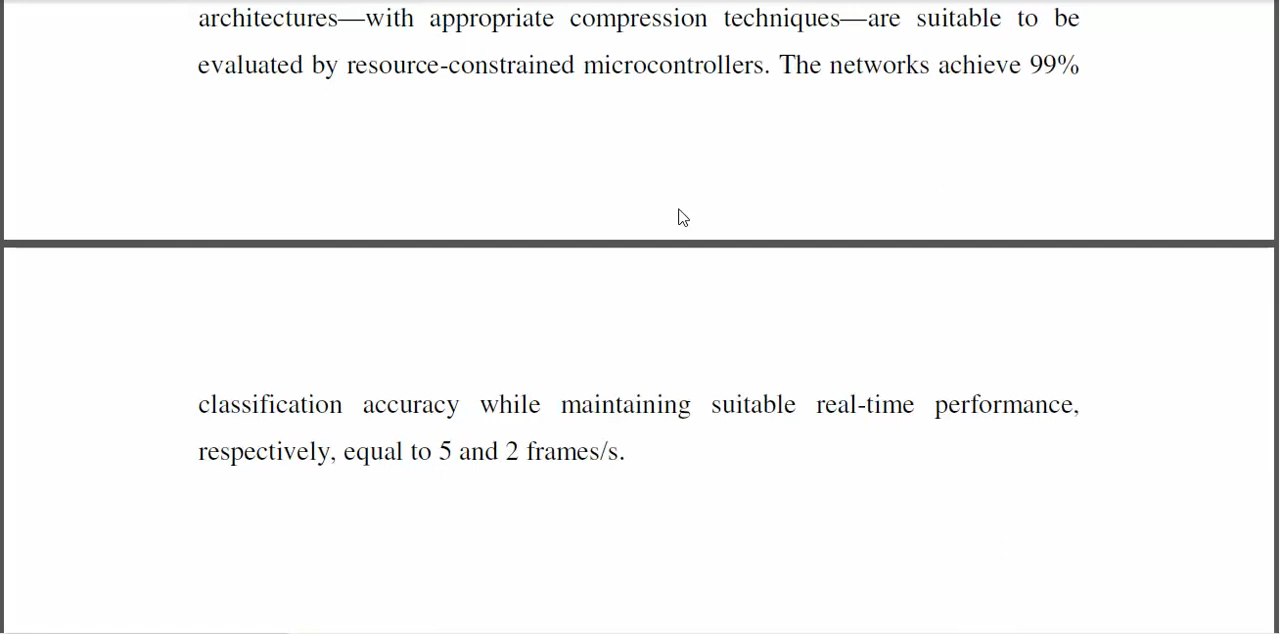 architectures—with appropriate compression techniques—are suitable to be
evaluated by resource-constrained microcontrollers. The networks achieve 99%
classification accuracy while maintaining suitable real-time performance,
respectively, equal to 5 and 2 frames/s.